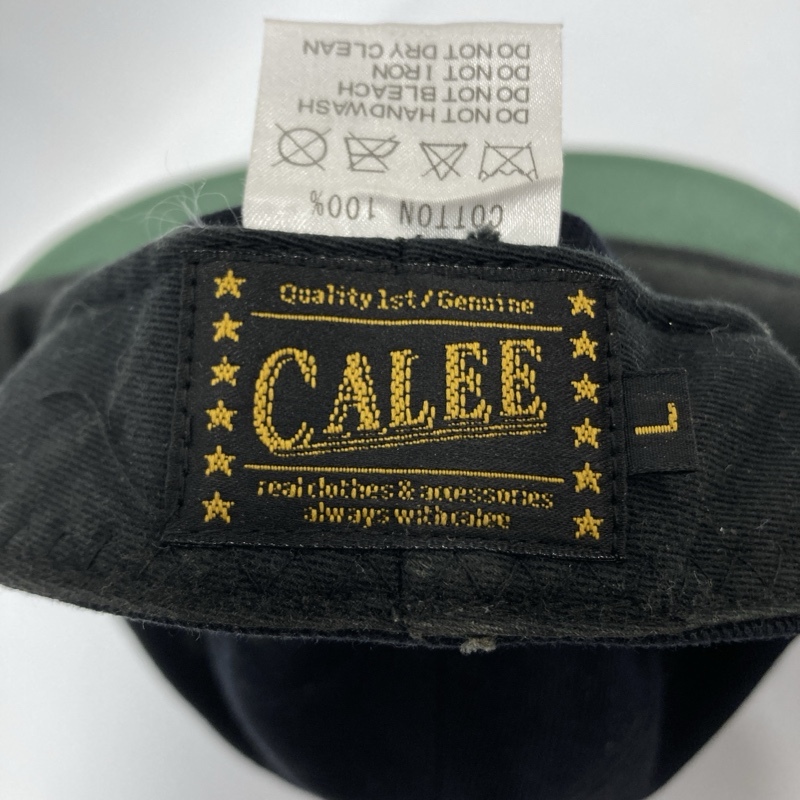 DO NOT DRY CLEAN
DO NOT IRON
DO NOT BLEACH
DO NOT HANDWASH
COTTON 100%
Quality 1st/Genuine
CALEE
real clothes & accessories
always with calee
L